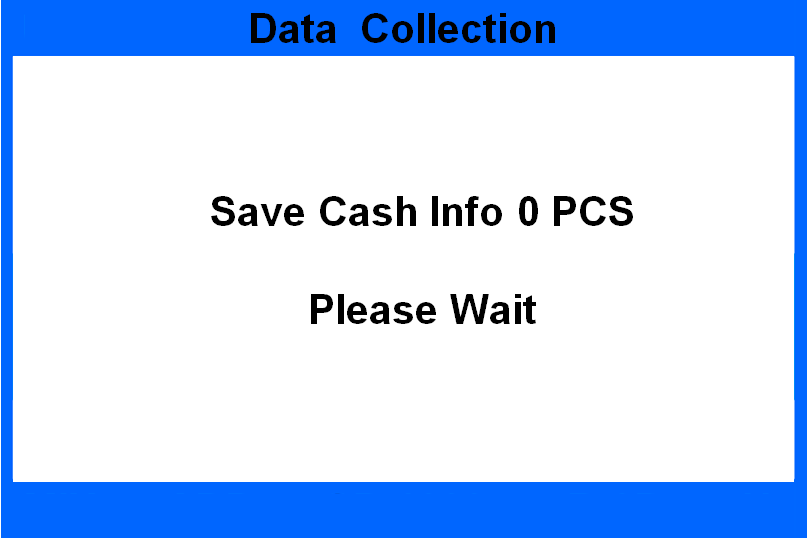 Data  Collection
Save Cash Info 0 PCS
Please Wait